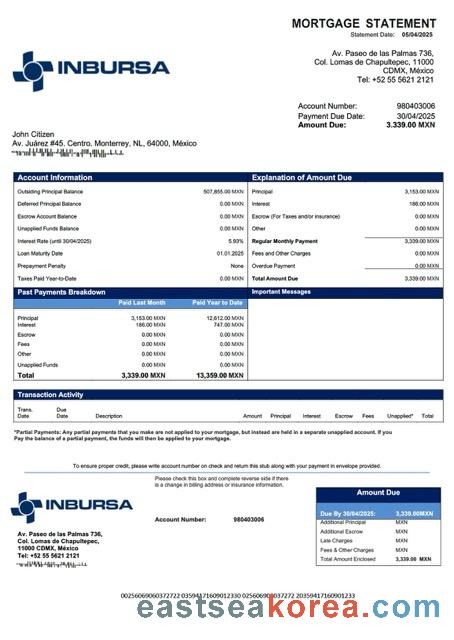 MORTGAGE STATEMENT
Statement Date: 05/04/2025
INBURSA
Av. Paseo de las Palmas 736,
Col. Lomas de Chapultepec, 11000
CDMX, México
Tel: +52 55 5621 2121
Account Number: 980403006
Payment Due Date: 30/04/2025
Amount Due: 3.339.00 MXN
John Citizen
Av. Juárez #45. Centro. Monterrey, NL, 64000, México
Account Information
Outsiding Principal Balance 507,855.00 MXN
Deferred Principal Balance 0.00 MXN
Escrow Account Balance 0.00 MXN
Unapplied Funds Balance 0.00 MXN
Interest Rate (until 30/04/2025) 5.93%
Loan Maturity Date 01.01.2025
Prepayment Penalty None
Taxes Paid Year-to-Date 0.00 MXN
Explanation of Amount Due
Principal 3,153.00 MXN
Interest 186.00 MXN
Escrow (For Taxes and/or insurance) 0.00 MXN
Other 0.00 MXN
Regular Monthly Payment 3,339.00 MXN
Fees and Other Charges 0.00 MXN
Overdue Payment 0.00 MXN
Total Amount Due 3,339.00 MXN
Past Payments Breakdown
Paid Last Month Paid Year to Date
Principal 3,153.00 MXN 12,612.00 MXN
Interest 186.00 MXN 747.00 MXN
Escrow 0.00 MXN 0.00 MXN
Fees 0.00 MXN 0.00 MXN
Other 0.00 MXN 0.00 MXN
Unapplied Funds 0.00 MXN 0.00 MXN
Total 3,339.00 MXN 13,359.00 MXN
Important Messages
Transaction Activity
Trans. Date Due Date Description Amount Principal Interest Escrow Fees Unapplied* Total
*Partial Payments: Any partial payments that you make are not applied to your mortgage, but instead are held in a separate unapplied account. If you
Pay the balance of a partial payment, the funds will then be applied to your mortgage.
To ensure proper credit, please write account number on check and return this stub along with payment in envelope provided.
Please check this box and complete reverse side if there
is a change in billing address or insurance information.
INBURSA
Account Number: 980403006
Av. Paseo de las Palmas 736,
Col. Lomas de Chapultepec,
11000 CDMX, México
Tel: +52 55 5621 2121
Amount Due
Due By 30/04/2025: 3,339.00MXN
Additional Principal MXN
Additional Escrow MXN
Late Charges MXN
Fees & Other Charges MXN
Total Amount Enclosed 3,339.00 MXN
eastseakorea.com